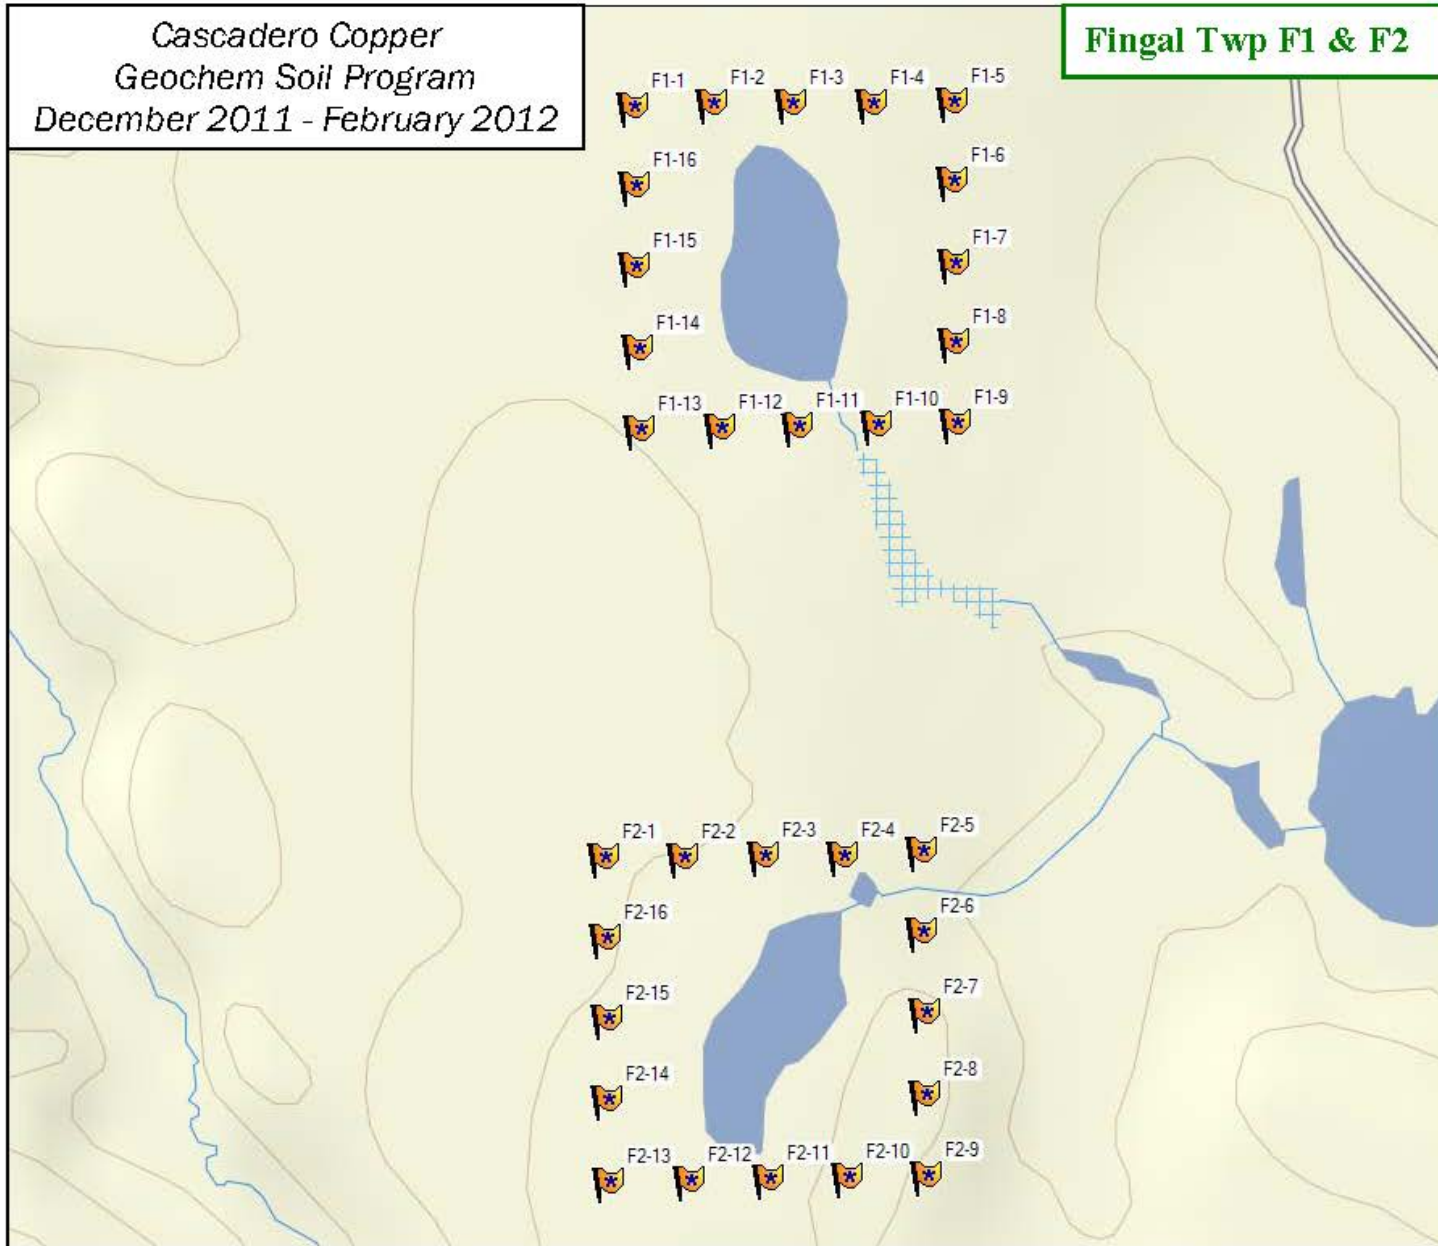 Cascadero Copper
Geochem Soil Program
December 2011 - February 2012
Fingal Twp F1 & F2
F1-1
F1-2
F1-3
F1-4
F1-5
F1-16
F1-6
F1-15
F1-7
F1-14
F1-8
F1-13
F1-12
F1-11
F1-10
F1-9
F2-1
F2-2
F2-3
F2-4
F2-5
F2-16
F2-6
F2-15
F2-7
F2-14
F2-8
F2-13
F2-12
F2-11
F2-10
F2-9